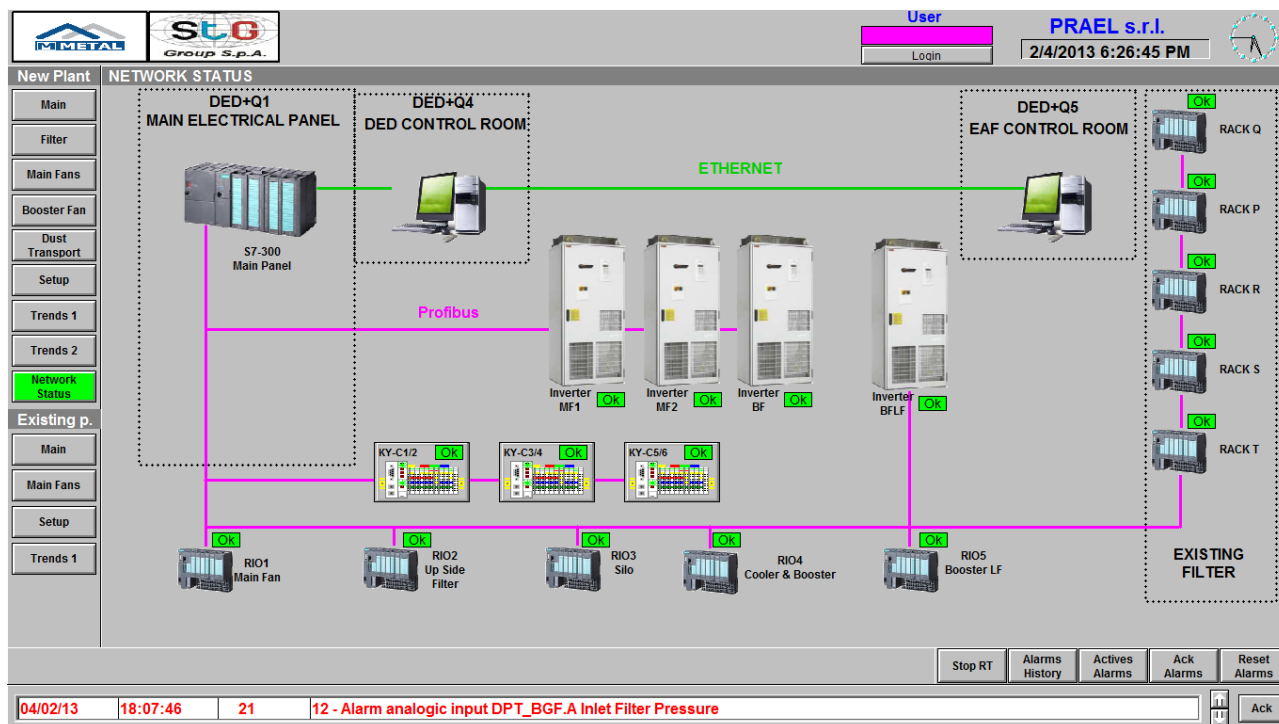 M METAL
STG
Group S.p.A.
User
Login
PRAEL s.r.l.
2/4/2013 6:26:45 PM
New Plant
NETWORK STATUS
Main
Filter
Main Fans
Booster Fan
Dust
Transport
Setup
Trends 1
Trends 2
Network
Status
Existing p.
Main
Main Fans
Setup
Trends 1
DED+Q1
MAIN ELECTRICAL PANEL
DED+Q4
DED CONTROL ROOM
DED+Q5
EAF CONTROL ROOM
ETHERNET
S7-300
Main Panel
Profibus
Inverter
MF1
Ok
Inverter
MF2
Ok
Inverter
BF
Ok
Inverter
BFLF
Ok
KY-C1/2
Ok
KY-C3/4
Ok
KY-C5/6
Ok
Ok
RIO1
Main Fan
Ok
RIO2
Up Side
Filter
Ok
RIO3
Silo
Ok
RIO4
Cooler & Booster
Ok
RIO5
Booster LF
Ok
RACK Q
Ok
RACK P
Ok
RACK R
Ok
RACK S
Ok
RACK T
EXISTING
FILTER
Stop RT
Alarms
History
Actives
Alarms
Ack
Alarms
Reset
Alarms
04/02/13 18:07:46 21 12 - Alarm analogic input DPT_BGF.A Inlet Filter Pressure
Ack